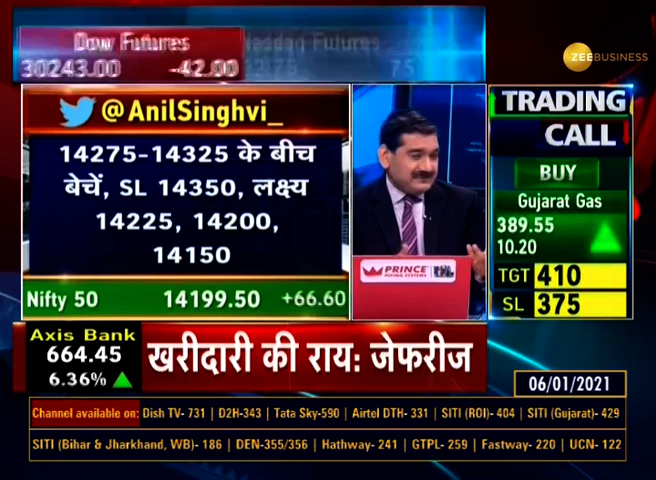 Dow Futures
30243.00 -42.00
Nasdaq Futures
75
ZEE BUSINESS
@AnilSinghvi_
14275-14325 के बीच
बेचें, SL 14350, लक्ष्य
14225, 14200,
14150
Nifty 50 14199.50 +66.60
PRINCE
PIPING SYSTEMS
TRADING
CALL
BUY
Gujarat Gas
389.55
10.20
TGT 410
SL 375
Axis Bank
664.45
6.36%
खरीदारी की राय: जेफरीज
06/01/2021
Channel available on: Dish TV- 731 | D2H-343 | Tata Sky-590 | Airtel DTH- 331 | SITI (ROI)- 404 | SITI (Gujarat)- 429
SITI (Bihar & Jharkhand, WB)- 186 | DEN-355/356 | Hathway- 241 | GTPL- 259 | Fastway- 220 | UCN- 122